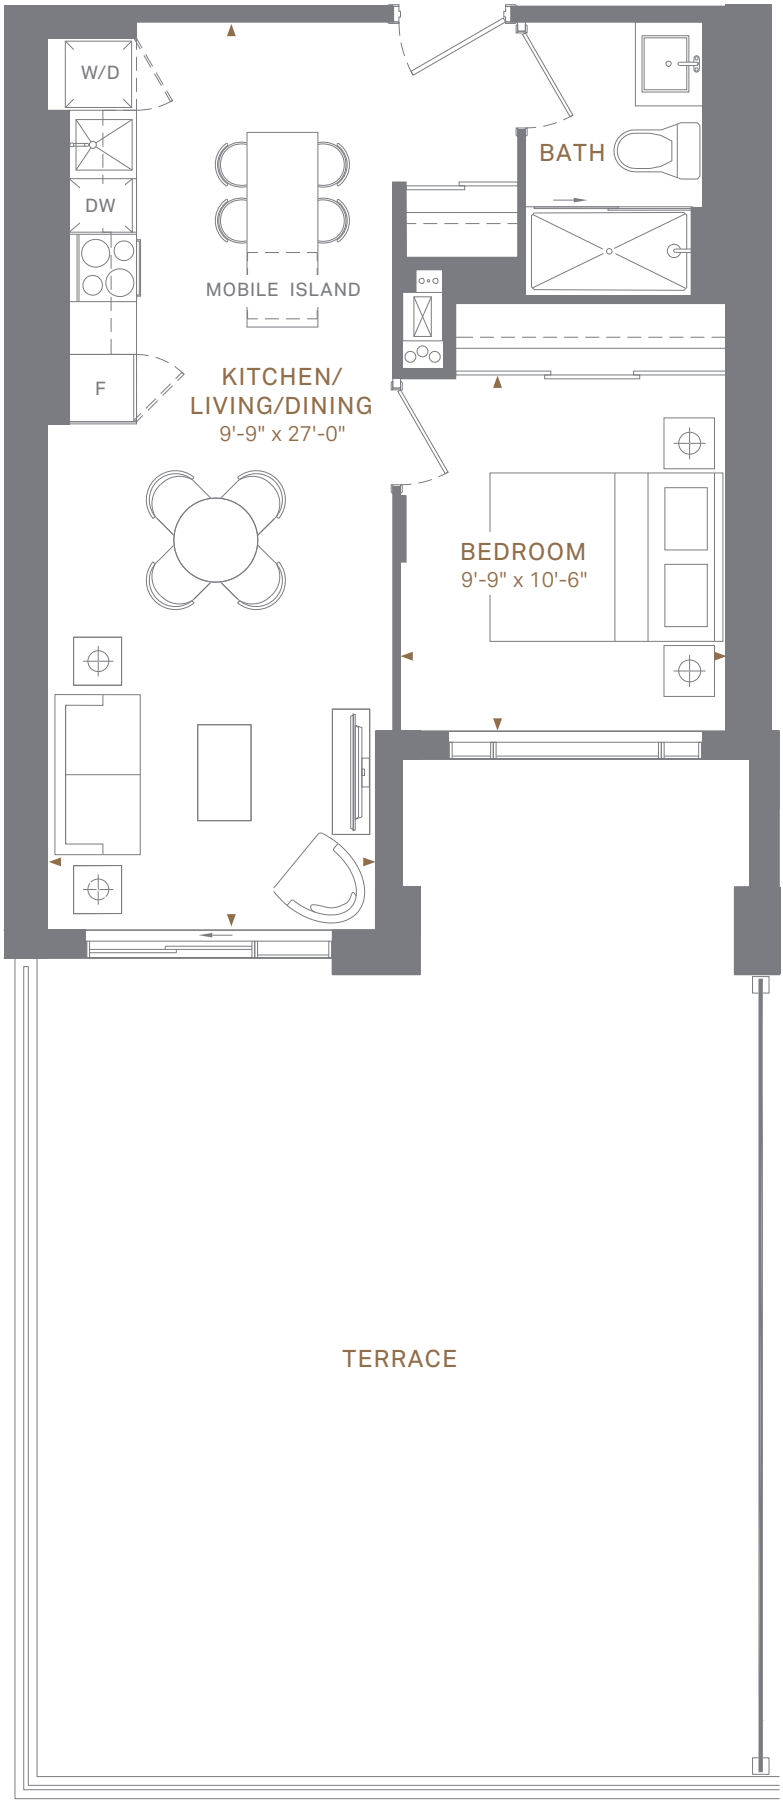 W/D
BATH
DW
MOBILE ISLAND
KITCHEN/
LIVING/DINING
9'-9" x 27'-0"
F
BEDROOM
9'-9" x 10'-6"
TERRACE